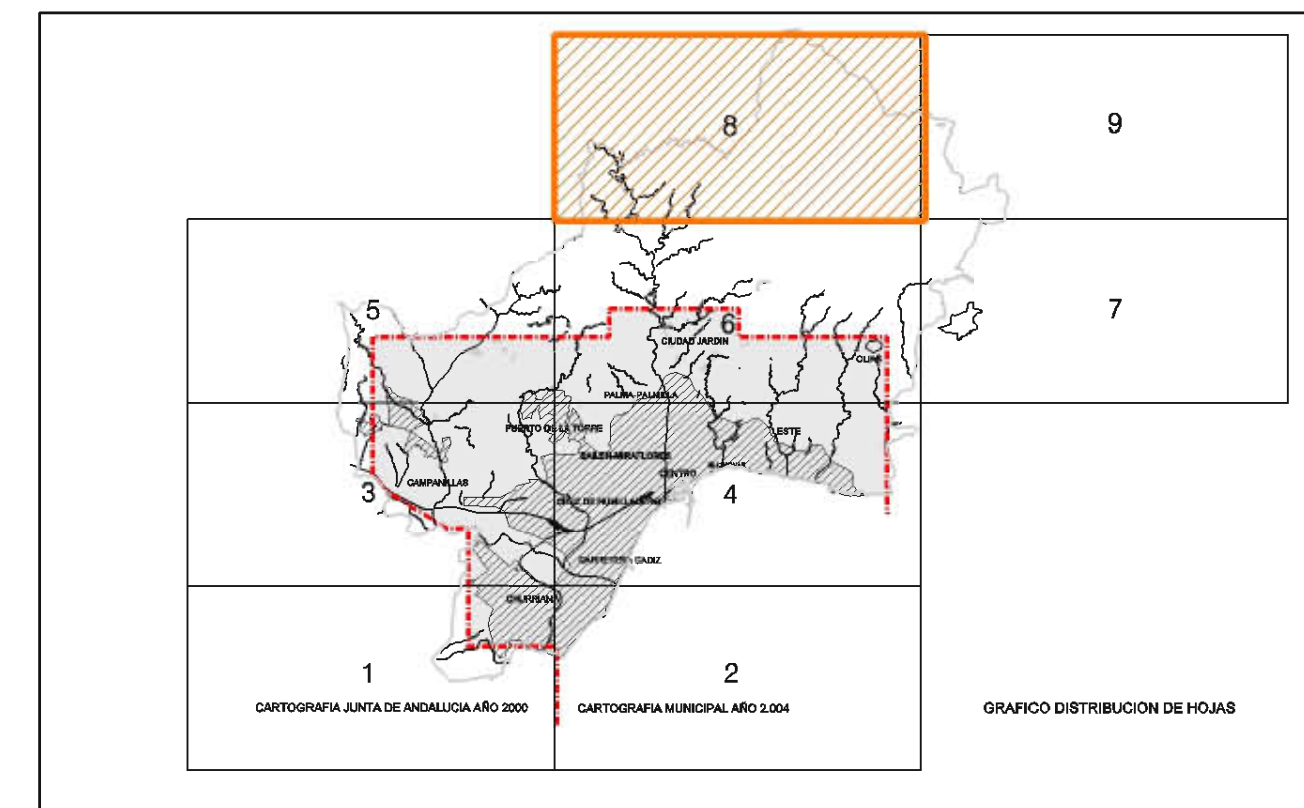 8
9
5
6
7
CIUDAD JARDIN
OLIAS
PALMA-PALMILLA
PUERTO DE LA TORRE
ESTE
BAILEN-MIRAFLORES
CENTRO
CAMPANILLAS
3
4
CHURRIANA
1
2
CARTOGRAFIA JUNTA DE ANDALUCIA AÑO 2000
CARTOGRAFIA MUNICIPAL AÑO 2.004
GRAFICO DISTRIBUCION DE HOJAS